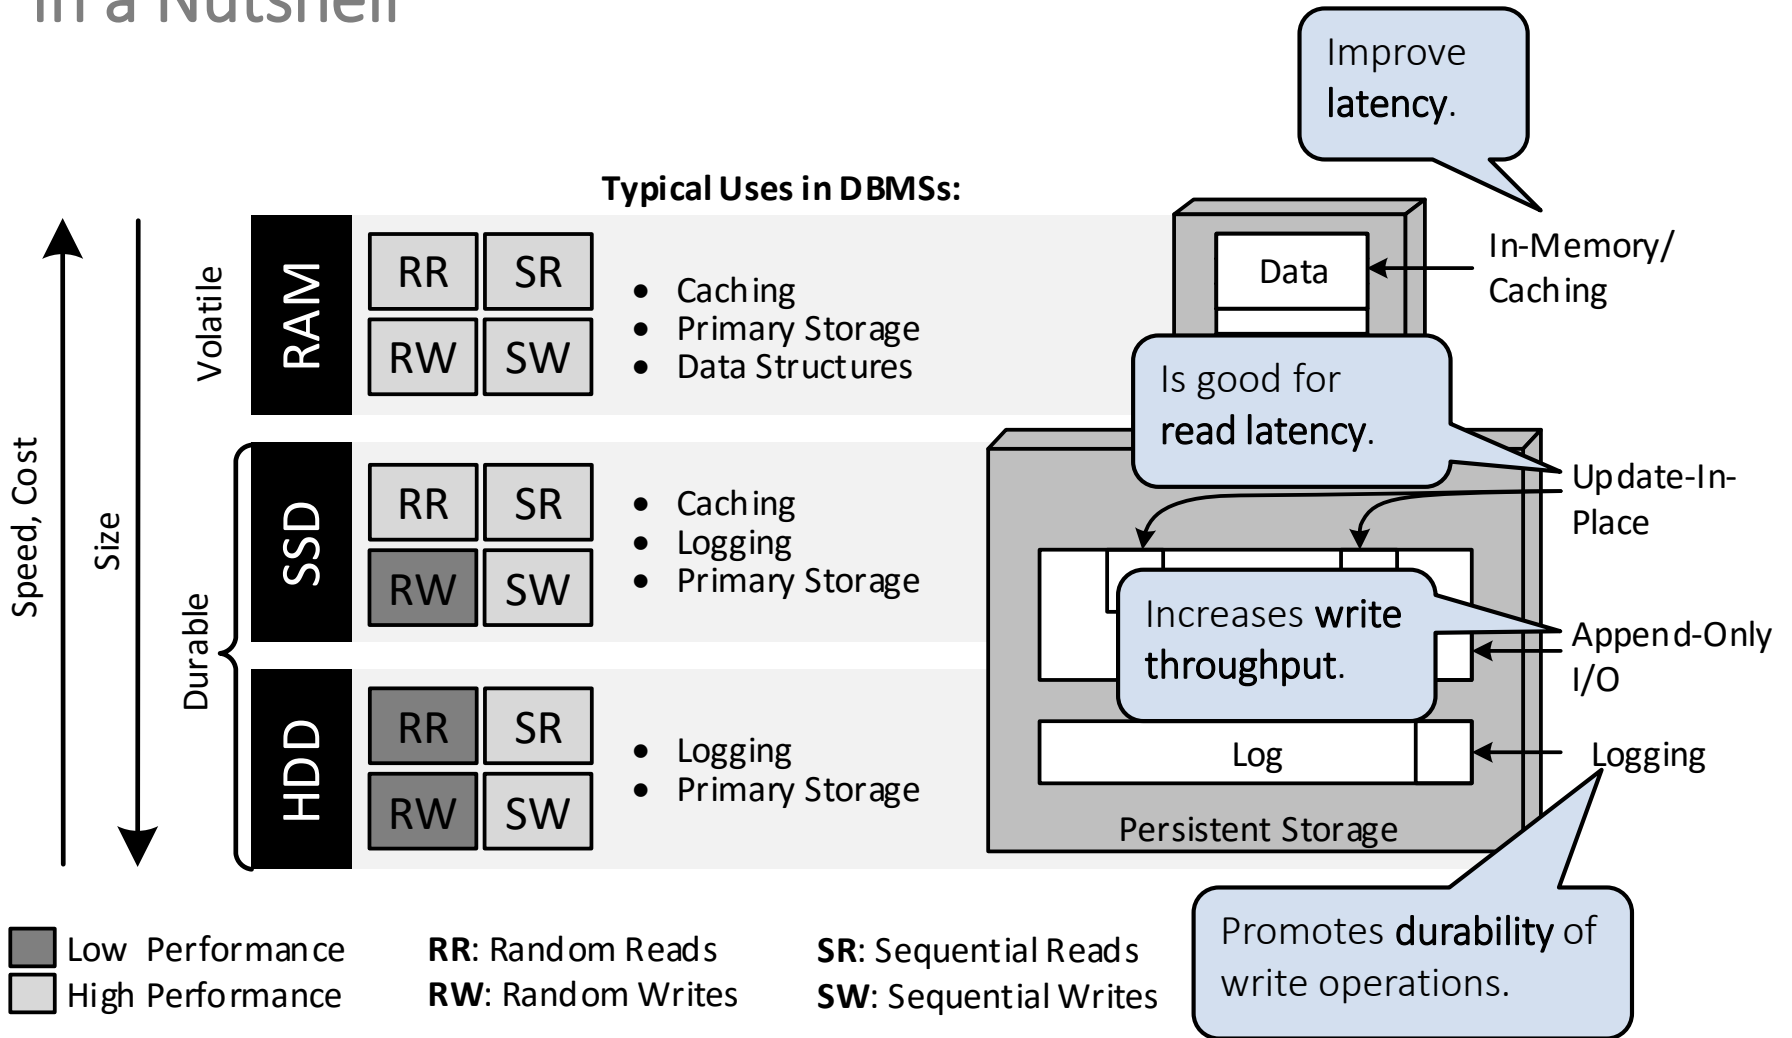 In a Nutshell
Improve
latency.
Typical Uses in DBMSs:
Speed, Cost
Size
Volatile
RAM
RR SR
RW SW
• Caching
• Primary Storage
• Data Structures
Data
In-Memory/
Caching
Is good for
read latency.
Durable
SSD
RR SR
RW SW
• Caching
• Logging
• Primary Storage
Update-In-
Place
Increases write
throughput.
Append-Only
I/O
HDD
RR SR
RW SW
• Logging
• Primary Storage
Log
Logging
Persistent Storage
Promotes durability of
write operations.
Low Performance
RR: Random Reads
SR: Sequential Reads
High Performance
RW: Random Writes
SW: Sequential Writes